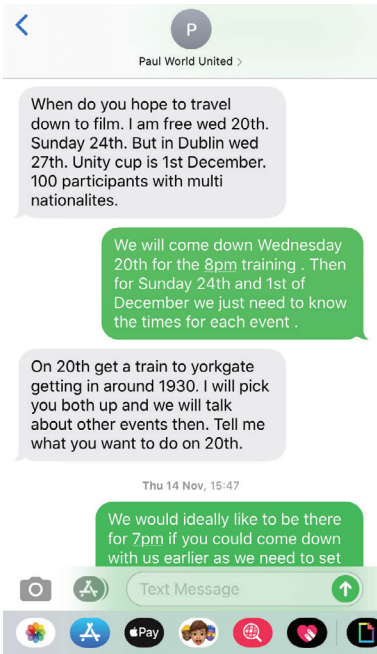 P
Paul World United >
When do you hope to travel
down to film. I am free wed 20th.
Sunday 24th. But in Dublin wed
27th. Unity cup is 1st December.
100 participants with multi
nationalites.
We will come down Wednesday
20th for the 8pm training . Then
for Sunday 24th and 1st of
December we just need to know
the times for each event .
On 20th get a train to yorkgate
getting in around 1930. I will pick
you both up and we will talk
about other events then. Tell me
what you want to do on 20th.
Thu 14 Nov, 15:47
We would ideally like to be there
for 7pm if you could come down
with us earlier as we need to set
Text Message
Pay